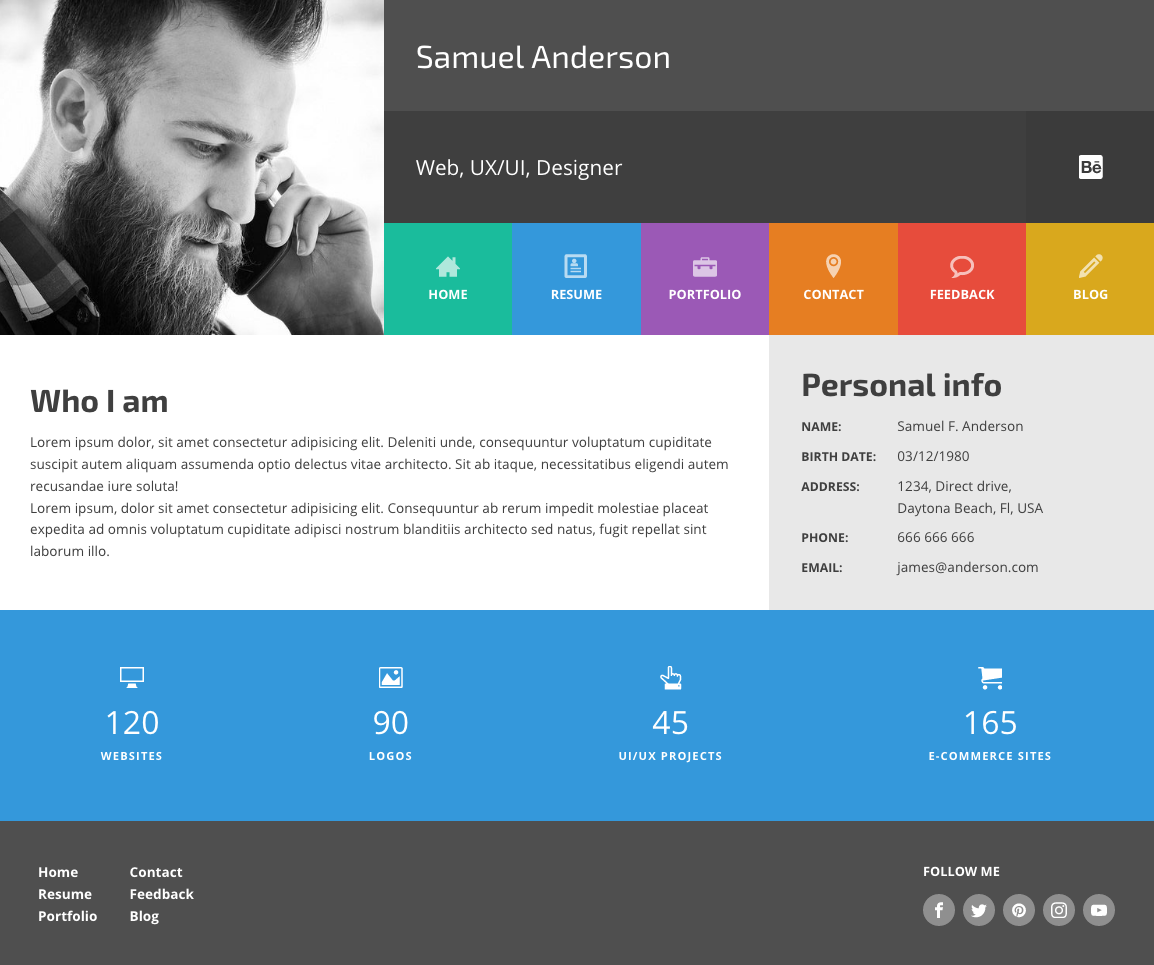 Samuel Anderson
Web, UX/UI, Designer
Bē
HOME
RESUME
PORTFOLIO
CONTACT
FEEDBACK
BLOG
Who I am
Lorem ipsum dolor, sit amet consectetur adipisicing elit. Deleniti unde, consequuntur voluptatum cupiditate
suscipit autem aliquam assumenda optio delectus vitae architecto. Sit ab itaque, necessitatibus eligendi autem
recusandae iure soluta!
Lorem ipsum, dolor sit amet consectetur adipisicing elit. Consequuntur ab rerum impedit molestiae placeat
expedita ad omnis voluptatum cupiditate adipisci nostrum blanditiis architecto sed natus, fugit repellat sint
laborum illo.
Personal info
NAME: Samuel F. Anderson
BIRTH DATE: 03/12/1980
ADDRESS: 1234, Direct drive,
Daytona Beach, Fl, USA
PHONE: 666 666 666
EMAIL: james@anderson.com
120
WEBSITES
90
LOGOS
45
UI/UX PROJECTS
165
E-COMMERCE SITES
Home
Resume
Portfolio
Contact
Feedback
Blog
FOLLOW ME